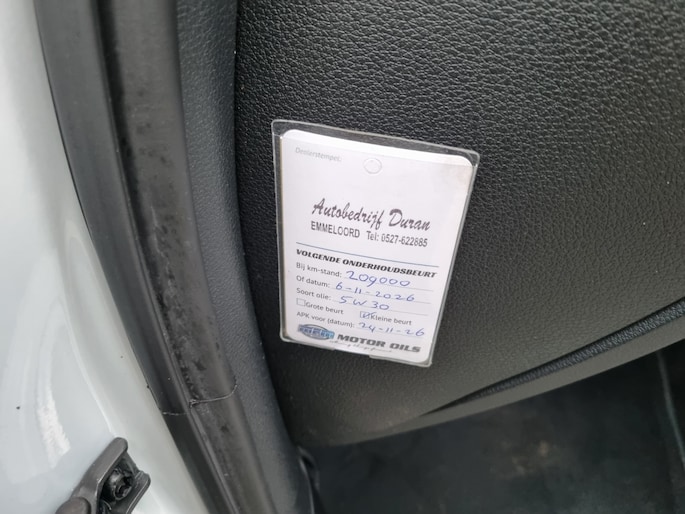 Dealerstempel:
Autobedrijf Duran
EMMELOORD Tel: 0527-622885
VOLGENDE ONDERHOUDSBEURT
Bij km-stand: 209000
Of datum: 6-11-2026
Soort olie: 5W30
Grote beurt Kleine beurt
APK voor (datum): 24-11-26
MOTOR OILS